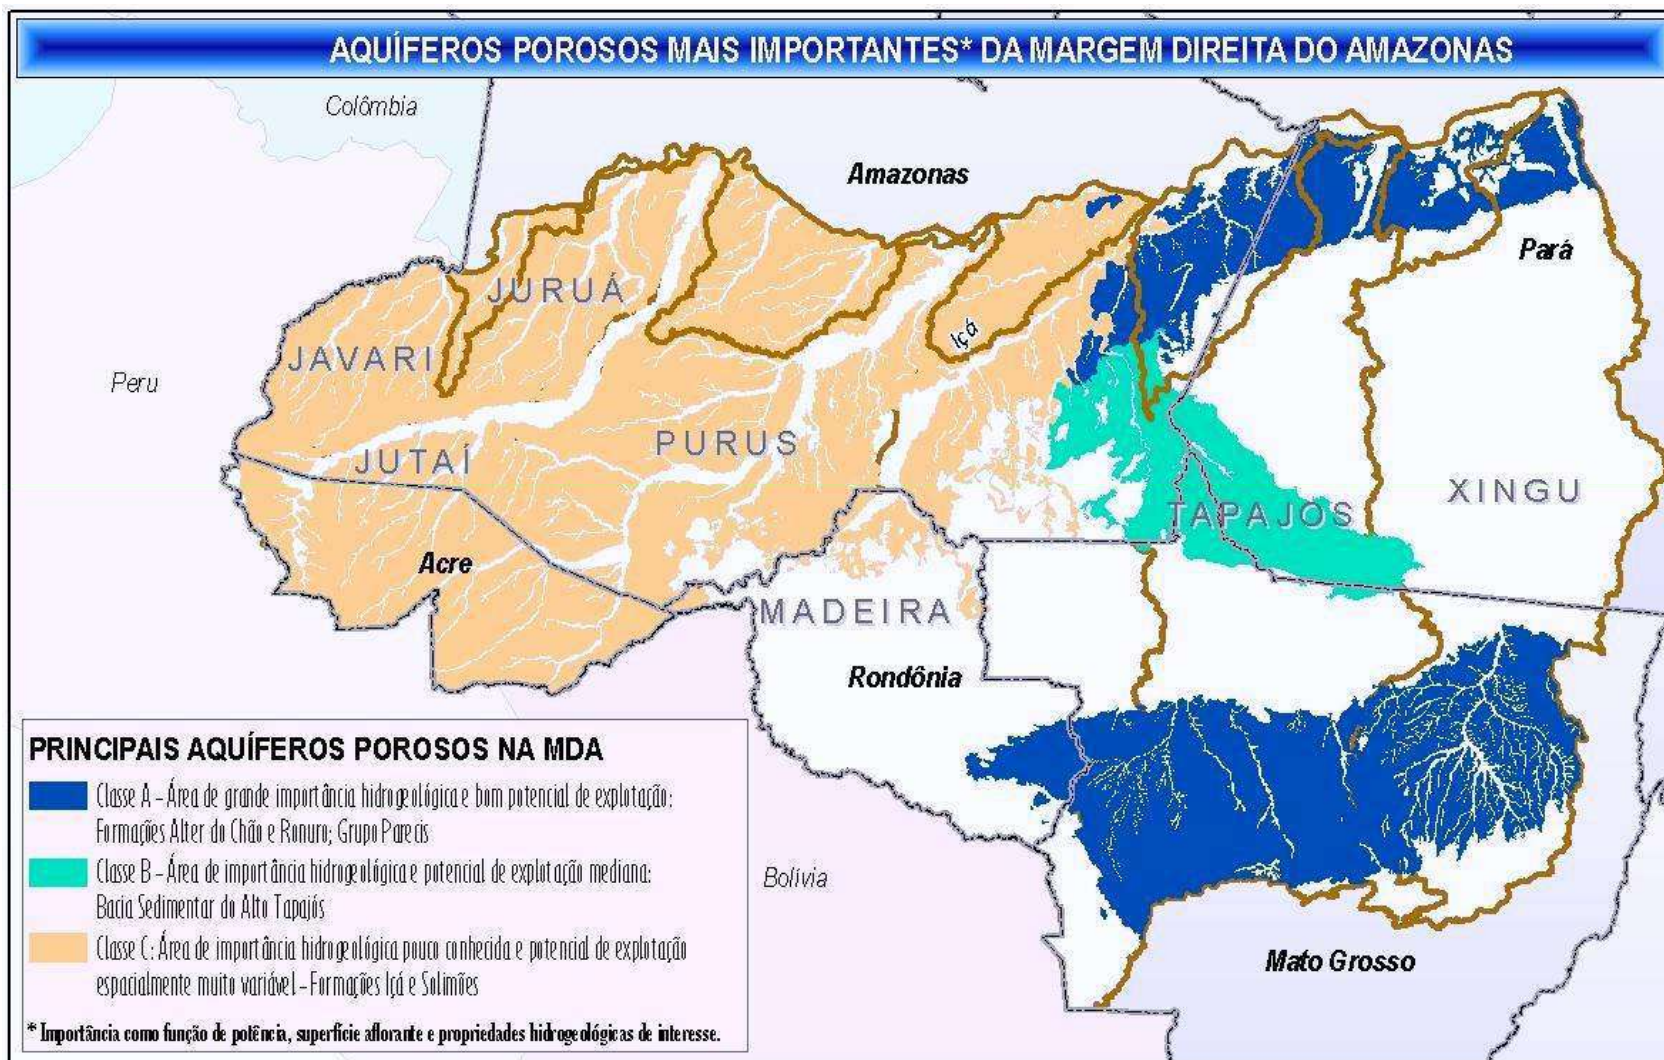 AQUÍFEROS POROSOS MAIS IMPORTANTES* DA MARGEM DIREITA DO AMAZONAS
Colômbia
Amazonas
Pará
JURUÁ
Içá
JAVARI
Peru
PURUS
JUTAÍ
XINGU
TAPAJÓS
Acre
MADEIRA
Rondônia
PRINCIPAIS AQUÍFEROS POROSOS NA MDA
Classe A - Área de grande importância hidrogeológica e bom potencial de explotação:
Formações Alter do Chão e Ronuro; Grupo Parecis
Classe B - Área de importância hidrogeológica e potencial de explotação mediana:
Bacia Sedimentar do Alto Tapajós
Classe C: Área de importância hidrogeológica pouco conhecida e potencial de explotação
espacialmente muito variável - Formações Içá e Solimões
* Importância como função de potência, superfície aflorante e propriedades hidrogeológicas de interesse.
Bolívia
Mato Grosso